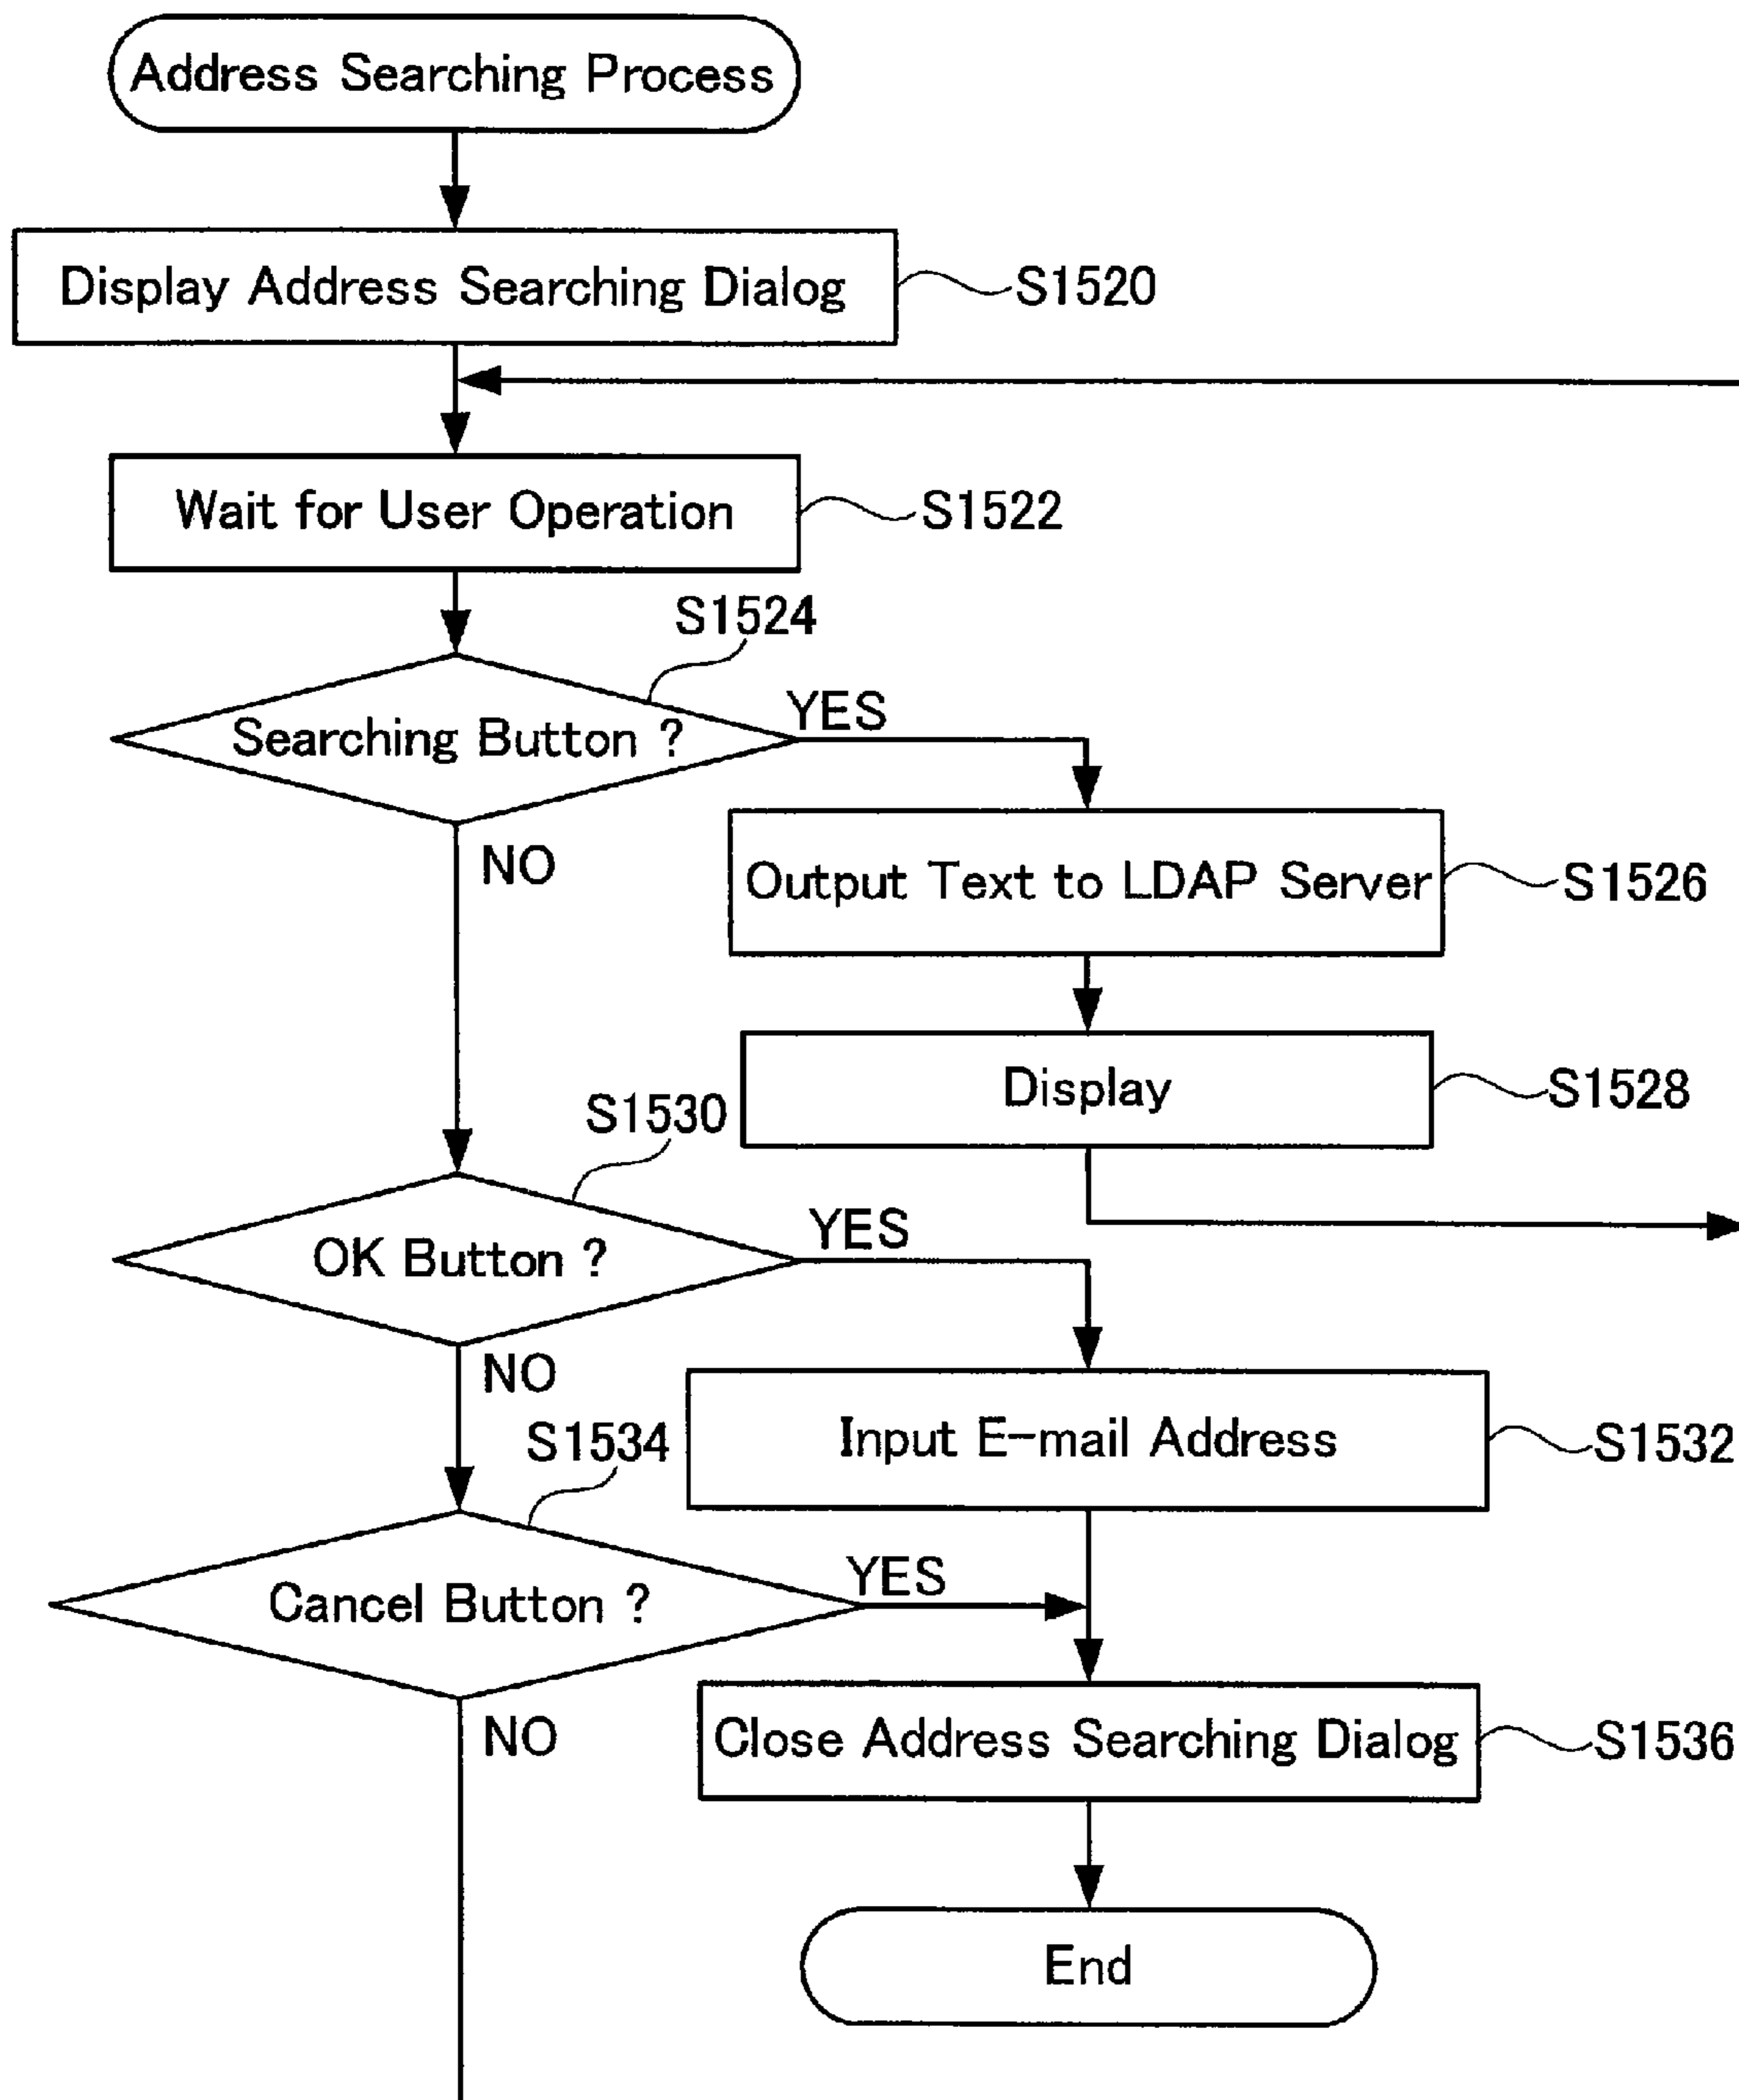 Address Searching Process
Display Address Searching Dialog
S1520
Wait for User Operation
S1522
S1524
Searching Button ?
YES
NO
Output Text to LDAP Server
S1526
Display
S1528
S1530
OK Button ?
YES
NO
Input E-mail Address
S1532
S1534
Cancel Button ?
YES
NO
Close Address Searching Dialog
S1536
End